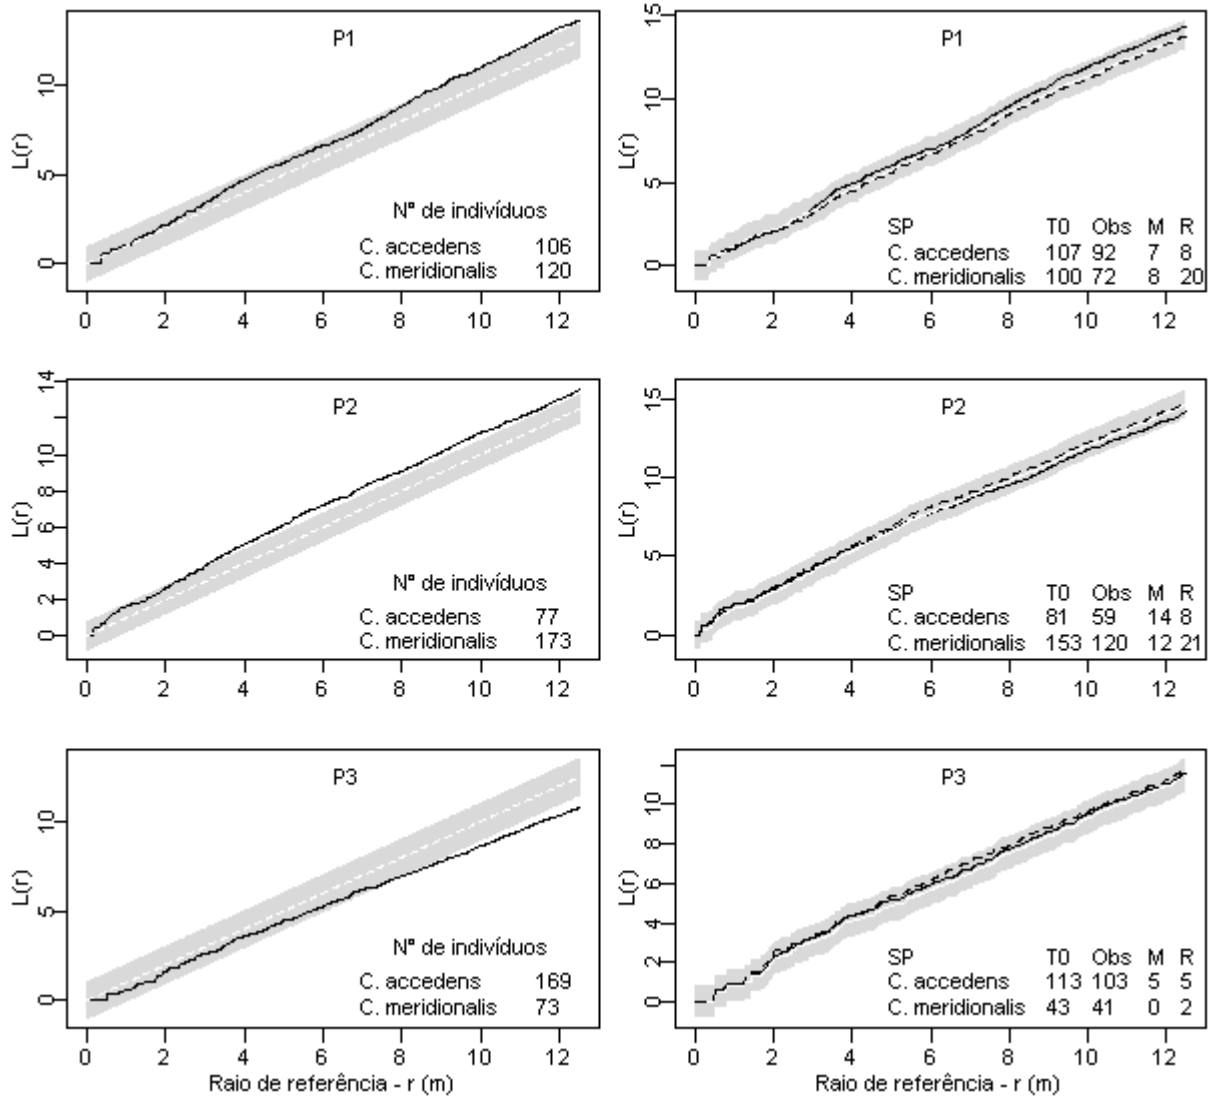 P1
L(r)
10
5
0
N° de indivíduos
C. accedens 106
C. meridionalis 120
0 2 4 6 8 10 12
P1
L(r)
15
10
5
0
SP T0 Obs M R
C. accedens 107 92 7 8
C. meridionalis 100 72 8 20
0 2 4 6 8 10 12
P2
L(r)
14
10
8
6
4
2
0
N° de indivíduos
C. accedens 77
C. meridionalis 173
0 2 4 6 8 10 12
P2
L(r)
15
10
5
0
SP T0 Obs M R
C. accedens 81 59 14 8
C. meridionalis 153 120 12 21
0 2 4 6 8 10 12
P3
L(r)
10
5
0
N° de indivíduos
C. accedens 169
C. meridionalis 73
0 2 4 6 8 10 12
Raio de referência - r (m)
P3
L(r)
10
8
6
4
2
0
SP T0 Obs M R
C. accedens 113 103 5 5
C. meridionalis 43 41 0 2
0 2 4 6 8 10 12
Raio de referência - r (m)